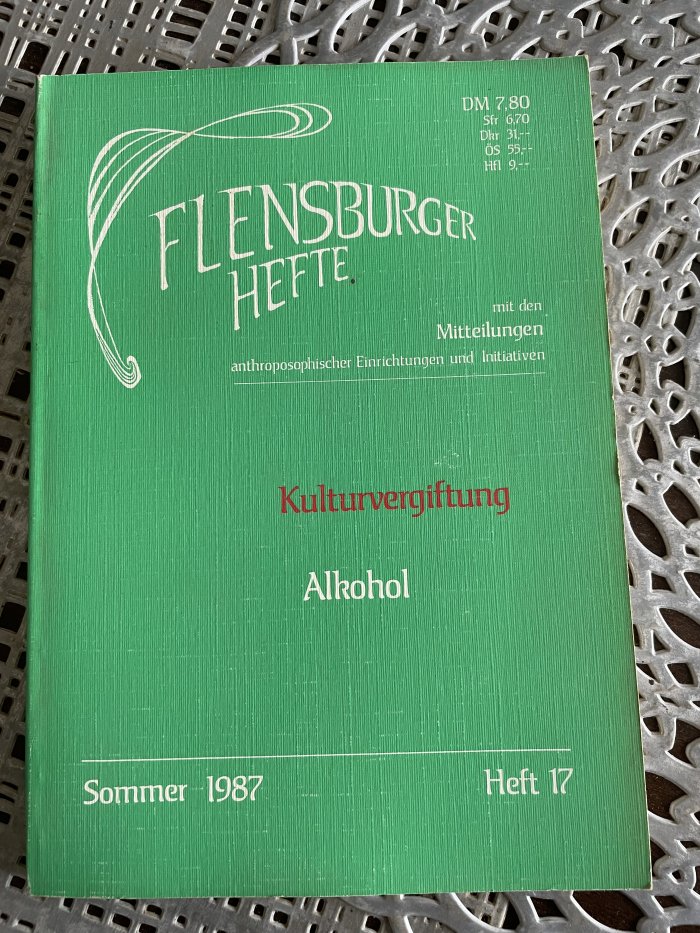 DM 7,80
Sfr 6,70
Dkr 31,--
ÖS 55,--
Hfl 9,--
FLENSBURGER
HEFTE
mit den
Mitteilungen
anthroposophischer Einrichtungen und Initiativen
Kulturvergiftung
Alkohol
Sommer 1987
Heft 17